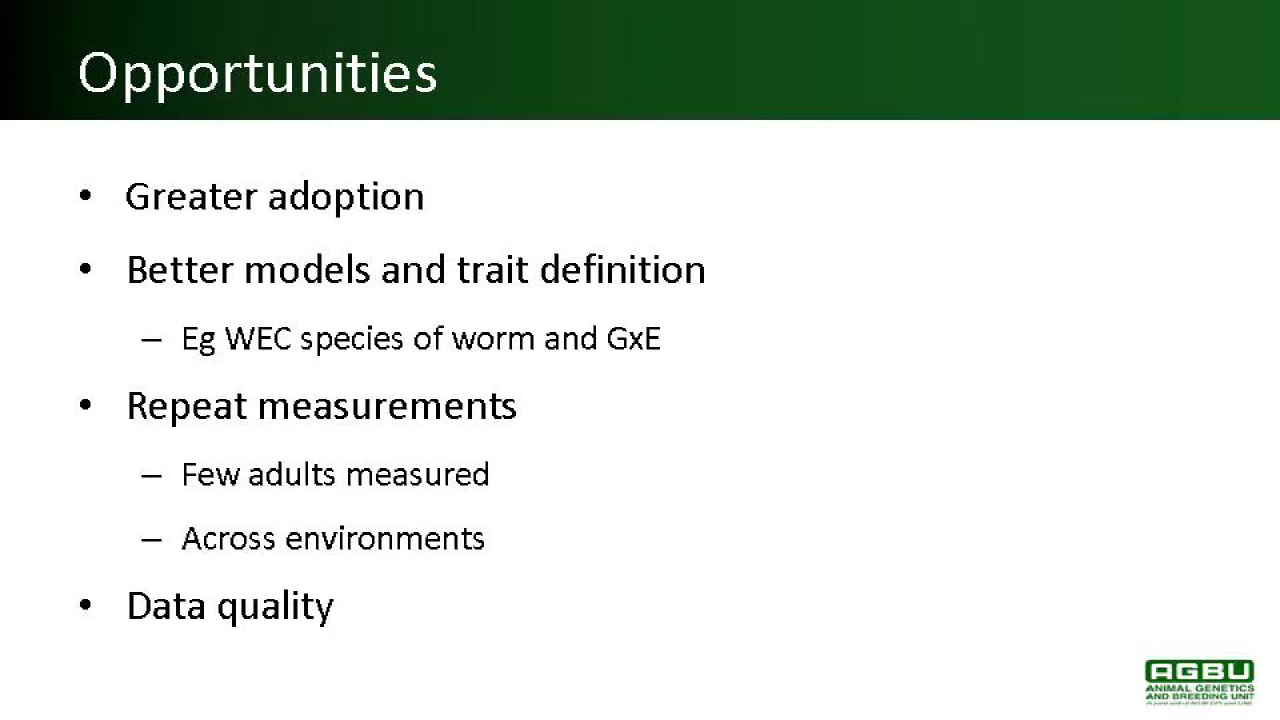 Opportunities
• Greater adoption
• Better models and trait definition
– Eg WEC species of worm and GxE
• Repeat measurements
– Few adults measured
– Across environments
• Data quality
AGBU
ANIMAL GENETICS
AND BREEDING UNIT